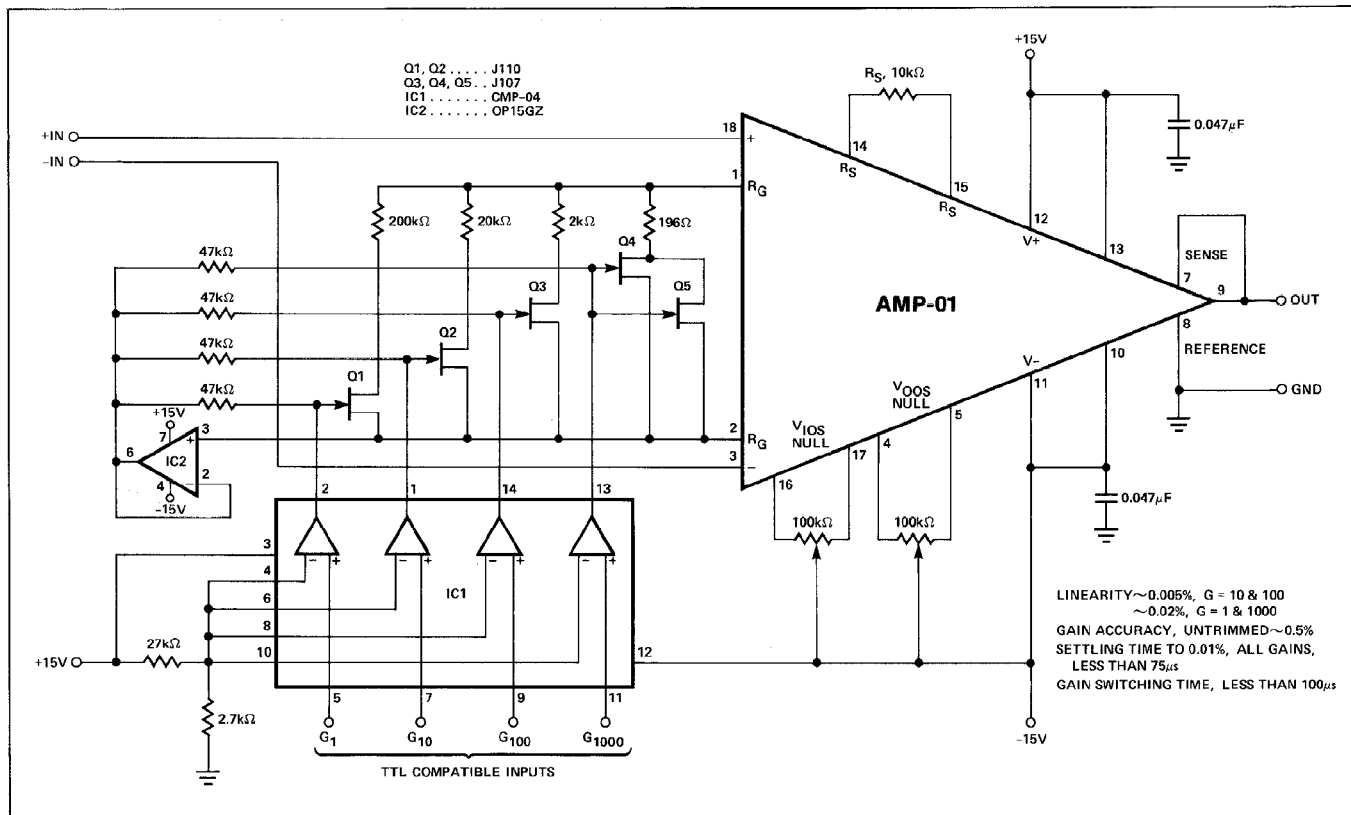 Q1, Q2 . . . . . J110
Q3, Q4, Q5 . . J107
IC1 . . . . . . . CMP-04
IC2 . . . . . . . OP15GZ
+15V
RS, 10kΩ
0.047μF
+IN
−IN
18
+
14
RS
15
RS
12
V+
13
1
RG
200kΩ
20kΩ
2kΩ
196Ω
Q4
47kΩ
Q3
Q5
47kΩ
Q2
47kΩ
Q1
47kΩ
AMP-01
SENSE
7
9
OUT
8
REFERENCE
10
GND
V−
11
VOOS
NULL
5
VIOS
NULL
4
17
16
2
RG
3
−
+15V
7
3
+
6
IC2
2
−
4
−15V
100kΩ
100kΩ
0.047μF
2
1
14
13
3
4
6
8
10
− +
− +
− +
− +
IC1
12
27kΩ
+15V
2.7kΩ
5
7
9
11
G1
G10
G100
G1000
TTL COMPATIBLE INPUTS
−15V
LINEARITY~0.005%, G = 10 & 100
~0.02%, G = 1 & 1000
GAIN ACCURACY, UNTRIMMED~0.5%
SETTLING TIME TO 0.01%, ALL GAINS,
LESS THAN 75μs
GAIN SWITCHING TIME, LESS THAN 100μs